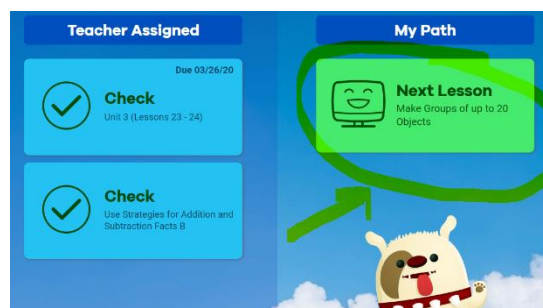 Teacher Assigned
Due 03/26/20
Check
Unit 3 (Lessons 23 - 24)
Check
Use Strategies for Addition and
Subtraction Facts B
My Path
Next Lesson
Make Groups of up to 20
Objects